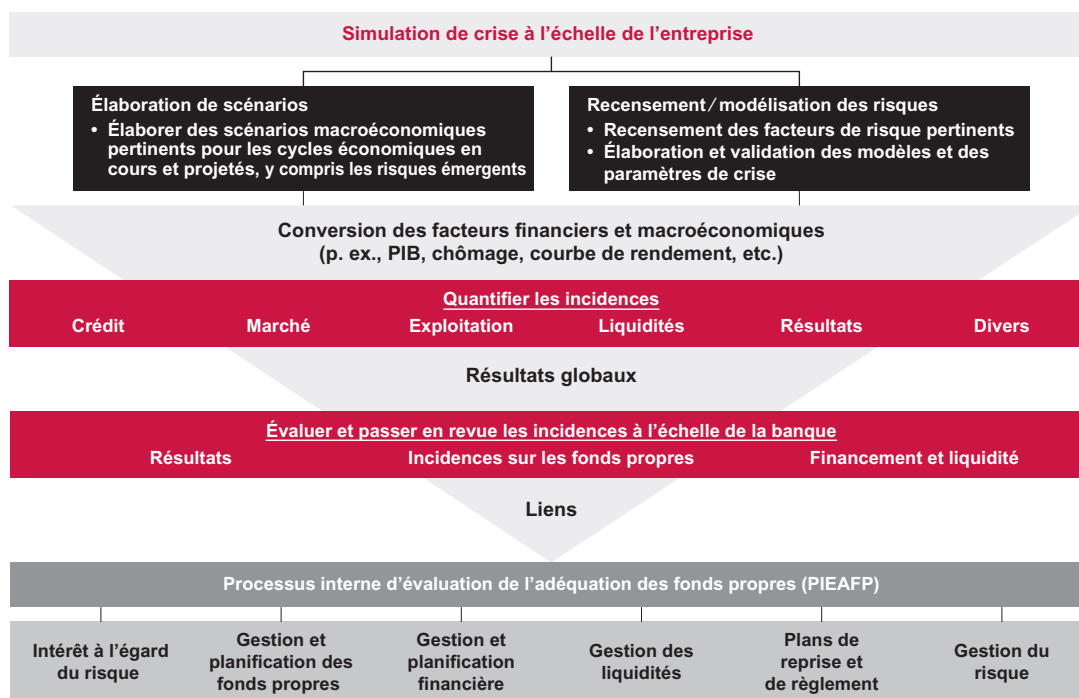 Simulation de crise à l’échelle de l’entreprise
Élaboration de scénarios
• Élaborer des scénarios macroéconomiques
pertinents pour les cycles économiques en
cours et projetés, y compris les risques émergents
Recensement/modélisation des risques
• Recensement des facteurs de risque pertinents
• Élaboration et validation des modèles et des
paramètres de crise
Conversion des facteurs financiers et macroéconomiques
(p. ex., PIB, chômage, courbe de rendement, etc.)
Quantifier les incidences
Crédit Marché Exploitation Liquidités Résultats Divers
Résultats globaux
Évaluer et passer en revue les incidences à l’échelle de la banque
Résultats Incidences sur les fonds propres Financement et liquidité
Liens
Processus interne d’évaluation de l’adéquation des fonds propres (PIEAFP)
Intérêt à l’égard
du risque
Gestion et
planification des
fonds propres
Gestion et
planification
financière
Gestion des
liquidités
Plans de
reprise et
de règlement
Gestion du
risque